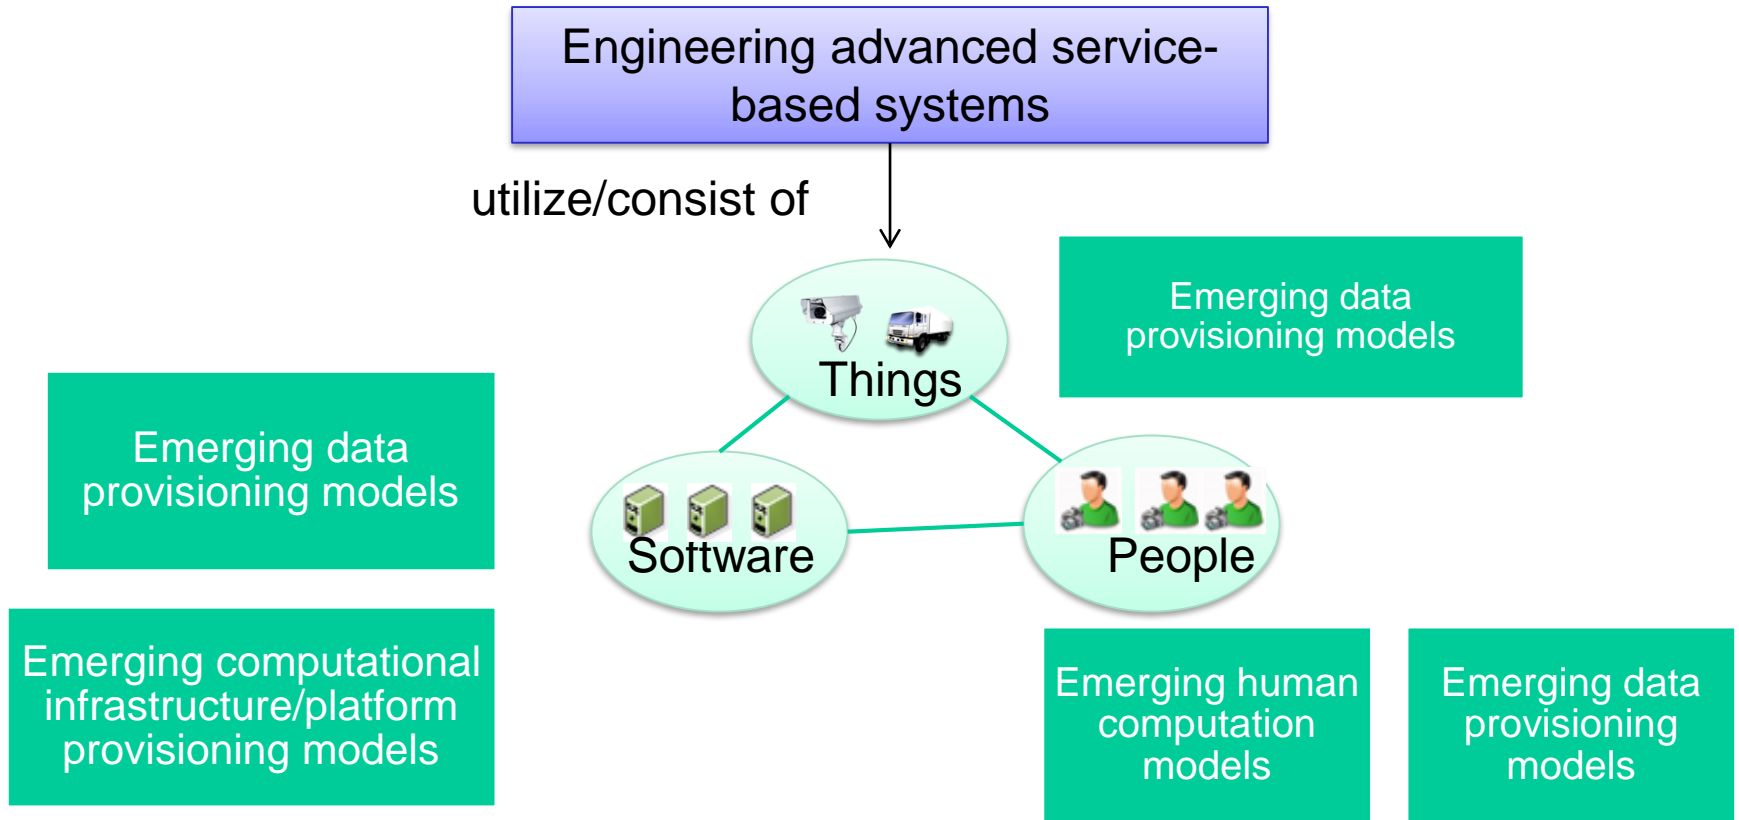 Engineering advanced service-
based systems
utilize/consist of
Emerging data
provisioning models
Things
Emerging data
provisioning models
Software
People
Emerging computational
infrastructure/platform
provisioning models
Emerging human
computation
models
Emerging data
provisioning
models